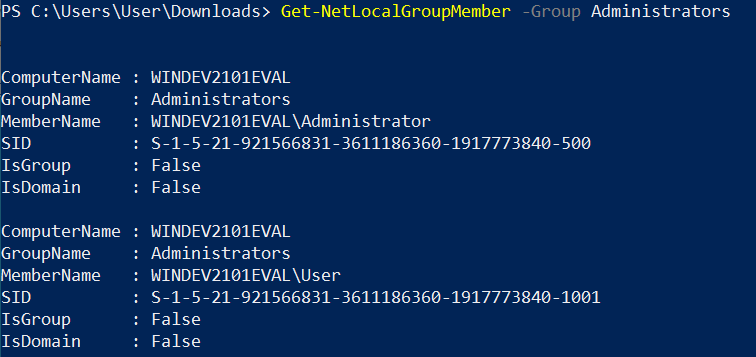 PS C:\Users\User\Downloads> Get-NetLocalGroupMember -Group Administrators
ComputerName : WINDEV2101EVAL
GroupName    : Administrators
MemberName   : WINDEV2101EVAL\Administrator
SID          : S-1-5-21-921566831-3611186360-1917773840-500
IsGroup      : False
IsDomain     : False
ComputerName : WINDEV2101EVAL
GroupName    : Administrators
MemberName   : WINDEV2101EVAL\User
SID          : S-1-5-21-921566831-3611186360-1917773840-1001
IsGroup      : False
IsDomain     : False